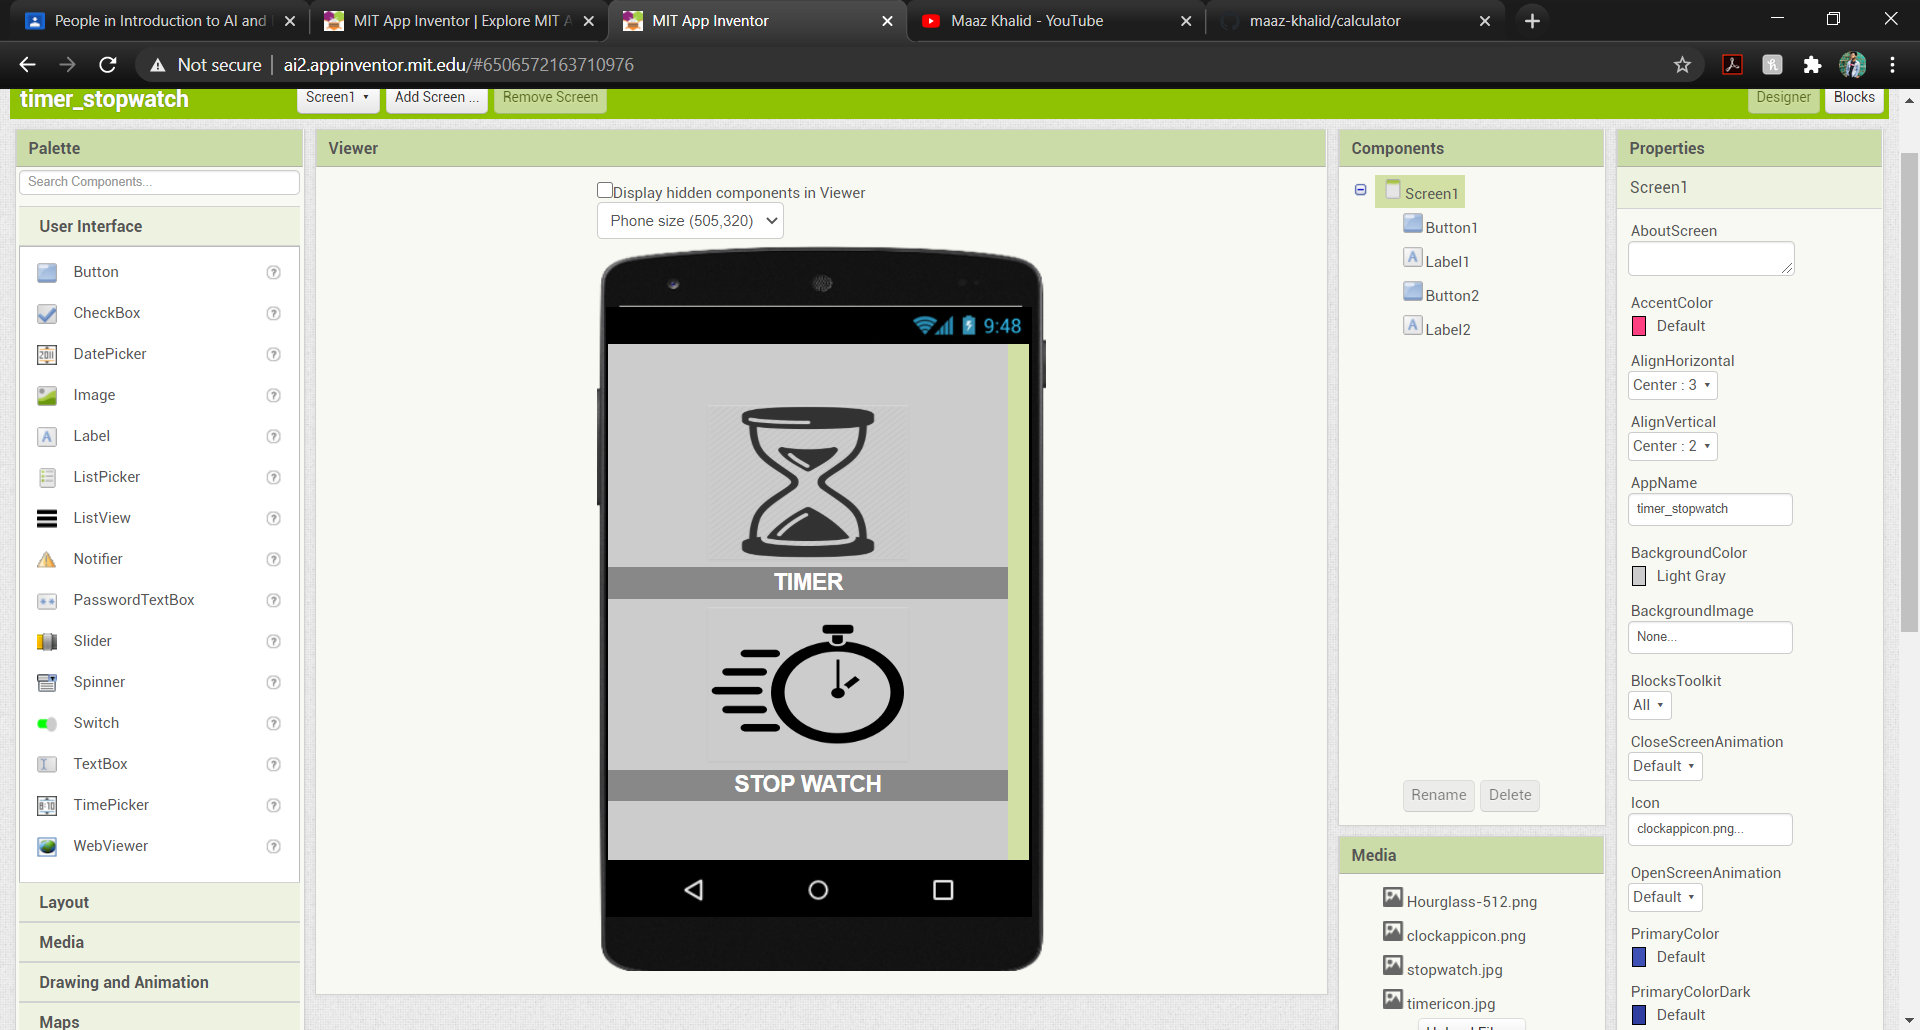 People in Introduction to AI and
MIT App Inventor | Explore MIT A
MIT App Inventor
Maaz Khalid - YouTube
maaz-khalid/calculator
Not secure
ai2.appinventor.mit.edu/#6506572163710976
timer_stopwatch
Screen1
Add Screen ...
Remove Screen
Designer
Blocks
Palette
Search Components...
User Interface
Button
CheckBox
DatePicker
Image
Label
ListPicker
ListView
Notifier
PasswordTextBox
Slider
Spinner
Switch
TextBox
TimePicker
WebViewer
Layout
Media
Drawing and Animation
Maps
Viewer
Display hidden components in Viewer
Phone size (505,320)
9:48
TIMER
STOP WATCH
Components
Screen1
Button1
Label1
Button2
Label2
Rename
Delete
Media
Hourglass-512.png
clockappicon.png
stopwatch.jpg
timericon.jpg
Properties
Screen1
AboutScreen
AccentColor
Default
AlignHorizontal
Center : 3
AlignVertical
Center : 2
AppName
timer_stopwatch
BackgroundColor
Light Gray
BackgroundImage
None...
BlocksToolkit
All
CloseScreenAnimation
Default
Icon
clockappicon.png...
OpenScreenAnimation
Default
PrimaryColor
Default
PrimaryColorDark
Default